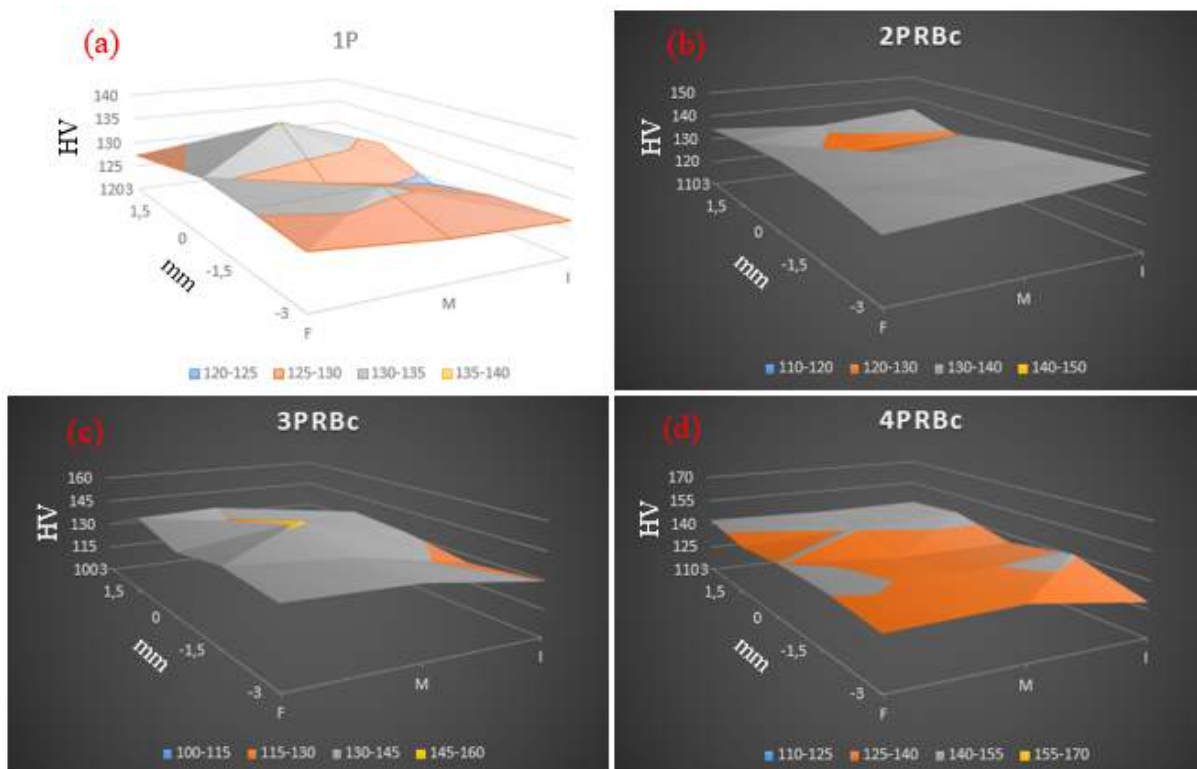 (a)
1P
HV
140
135
130
125
1203
1,5
0
-1,5
-3
mm
F
M
I
120-125 125-130 130-135 135-140
(b)
2PRBc
HV
150
140
130
120
1103
1,5
0
-1,5
-3
mm
F
M
I
110-120 120-130 130-140 140-150
(c)
3PRBc
HV
160
145
130
115
1003
1,5
0
-1,5
-3
mm
F
M
I
100-115 115-130 130-145 145-160
(d)
4PRBc
HV
170
155
140
125
1103
1,5
0
-1,5
-3
mm
F
M
I
110-125 125-140 140-155 155-170